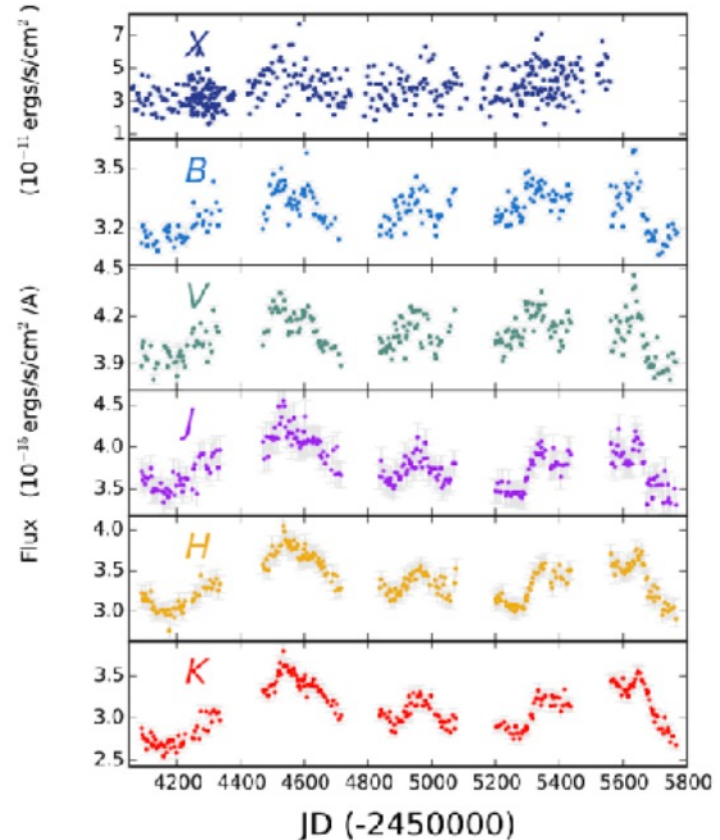 (10⁻¹¹ ergs/s/cm²)
Flux (10⁻¹⁵ ergs/s/cm² /A)
X
7
5
3
1
B
3.5
3.2
V
4.5
4.2
3.9
J
4.5
4.0
3.5
H
4.0
3.5
3.0
K
3.5
3.0
2.5
4200 4400 4600 4800 5000 5200 5400 5600 5800
JD (-2450000)